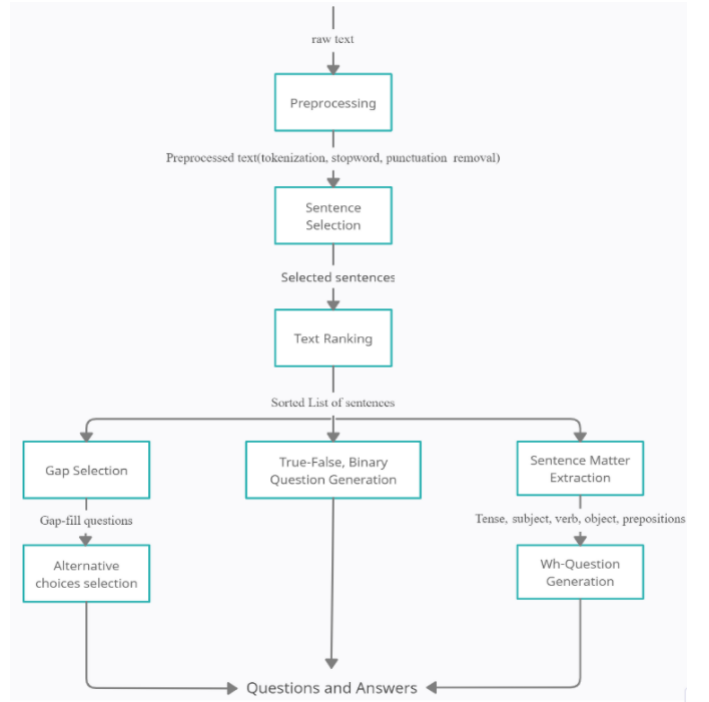 raw text
Preprocessing
Preprocessed text(tokenization, stopword, punctuation removal)
Sentence
Selection
Selected sentences
Text Ranking
Sorted List of sentences
Gap Selection
True-False, Binary
Question Generation
Sentence Matter
Extraction
Gap-fill questions
Tense, subject, verb, object, prepositions
Alternative
choices selection
Wh-Question
Generation
Questions and Answers